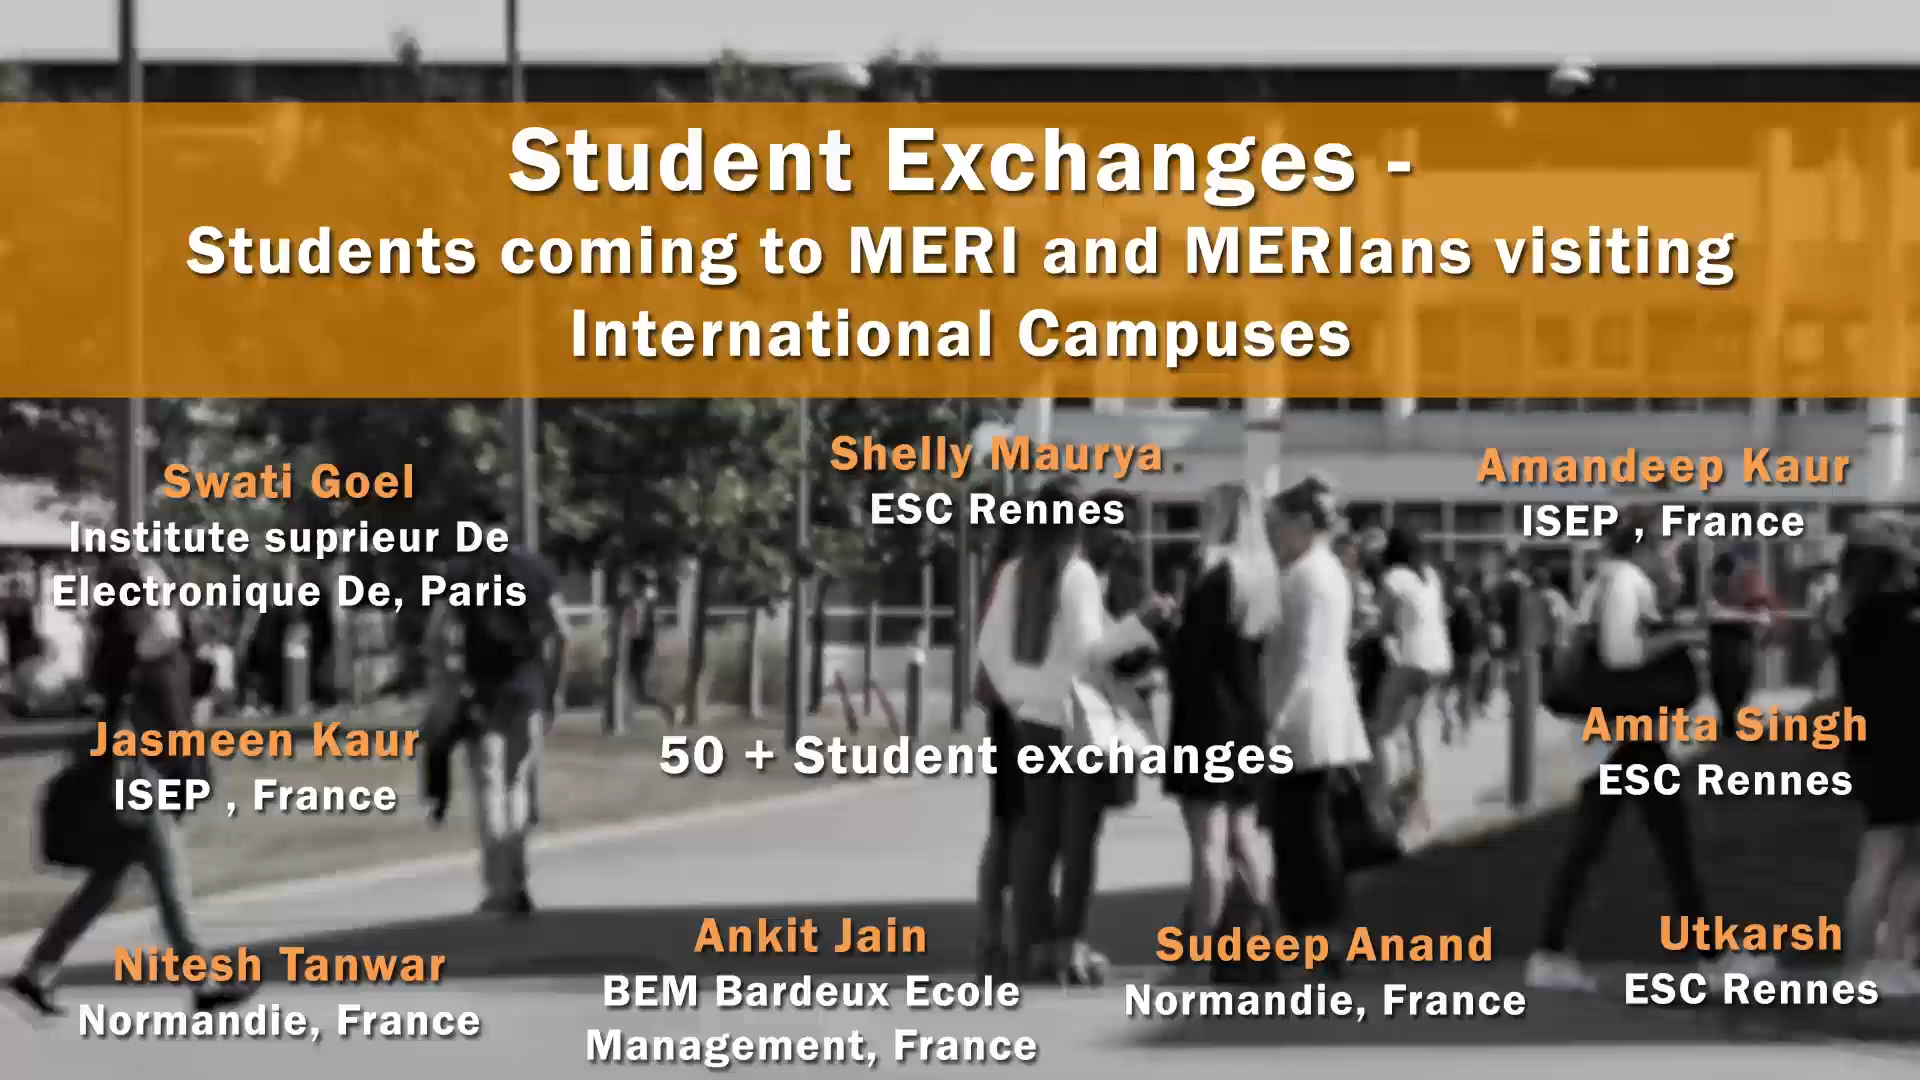 Student Exchanges -
Students coming to MERI and MERIans visiting
International Campuses
Swati Goel
Institute suprieur De
Electronique De, Paris
Shelly Maurya.
ESC Rennes
Amandeep Kaur
ISEP , France
Jasmeen Kaur
ISEP , France
50 + Student exchanges
Amita Singh
ESC Rennes
Nitesh Tanwar
Normandie, France
Ankit Jain
BEM Bardeux Ecole
Management, France
Sudeep Anand
Normandie, France
Utkarsh
ESC Rennes